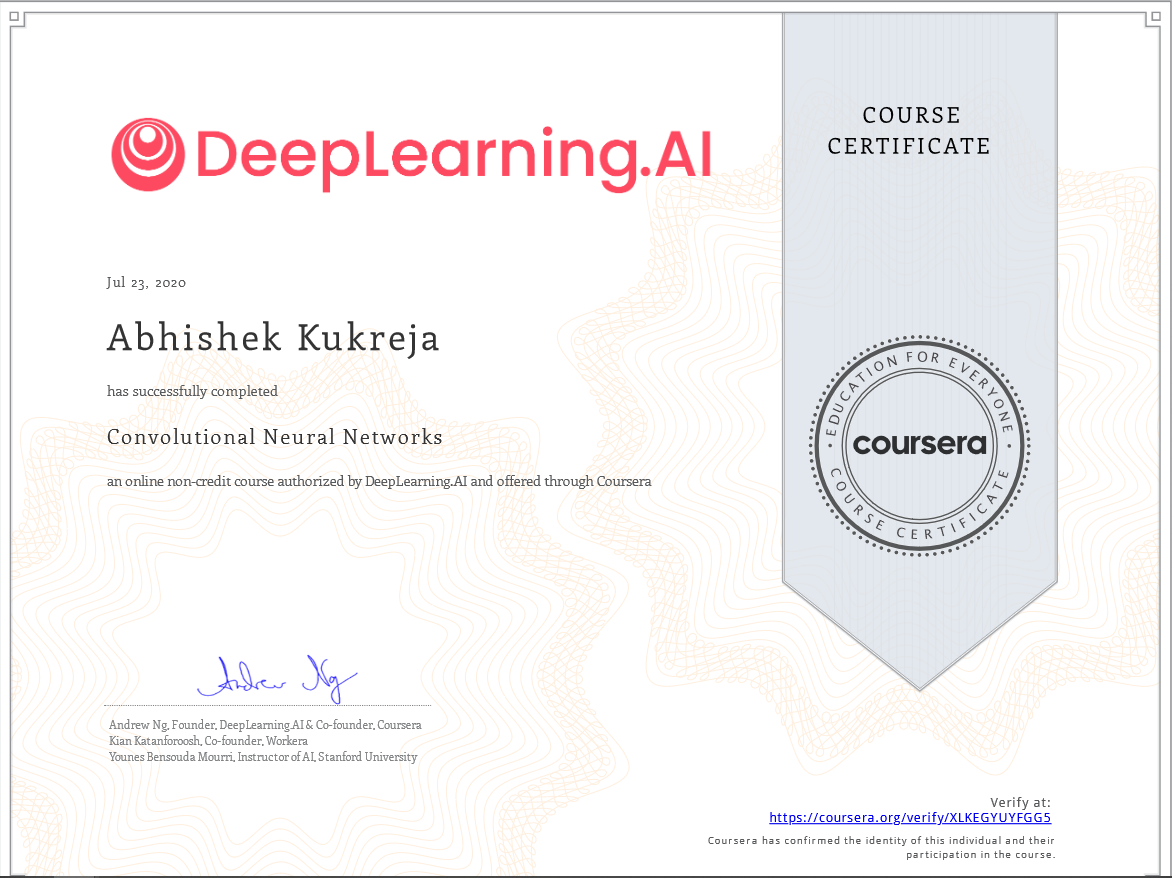 DeepLearning.AI
COURSE
CERTIFICATE
Jul 23, 2020
Abhishek Kukreja
has successfully completed
Convolutional Neural Networks
an online non-credit course authorized by DeepLearning.AI and offered through Coursera
EDUCATION FOR EVERYONE
coursera
COURSE CERTIFICATE
Andrew Ng
Andrew Ng, Founder, DeepLearning.AI & Co-founder, Coursera
Kian Katanforoosh, Co-founder, Workera
Younes Bensouda Mourri, Instructor of AI, Stanford University
Verify at:
https://coursera.org/verify/XLKEGYUYFGG5
Coursera has confirmed the identity of this individual and their
participation in the course.